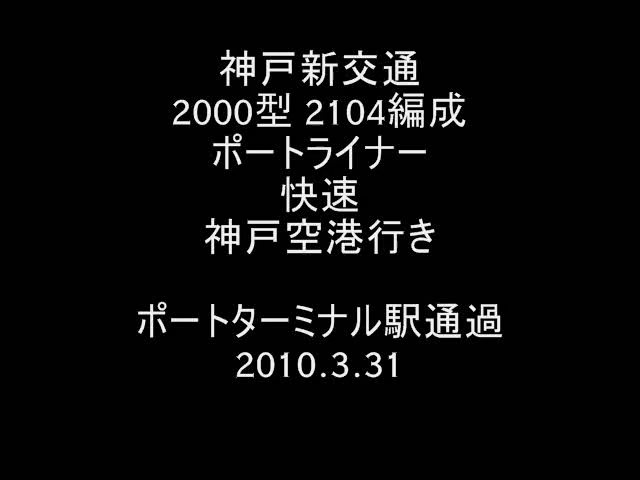 神戸新交通
2000型 2104編成
ポートライナー
快速
神戸空港行き
ポートターミナル駅通過
2010.3.31